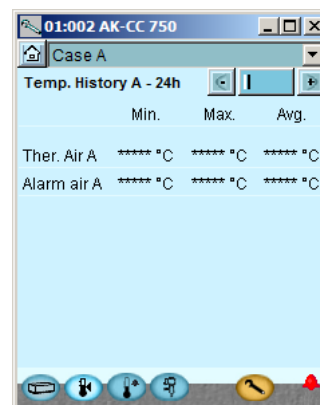 01:002 AK-CC 750
Case A
Temp. History A - 24h
Min. Max. Avg.
Ther. Air A ***** °C ***** °C ***** °C
Alarm air A ***** °C ***** °C ***** °C